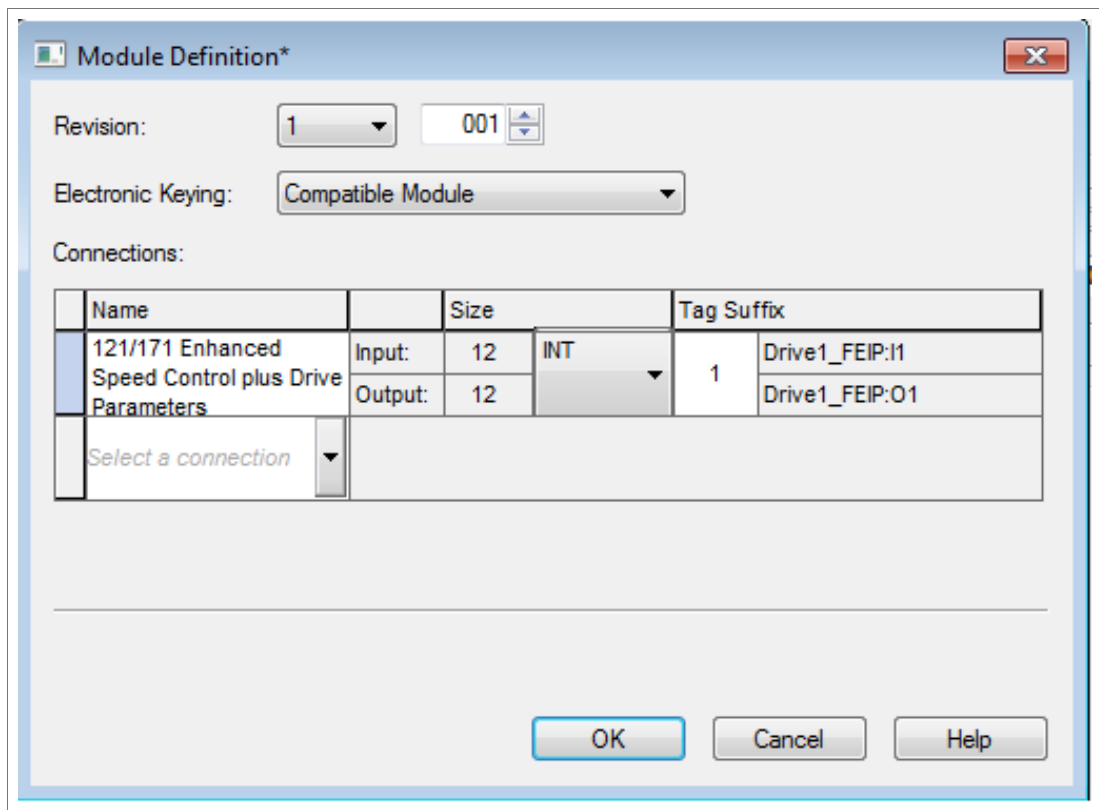 Module Definition*
Revision: 1 001
Electronic Keying: Compatible Module
Connections:
Name Size Tag Suffix
121/171 Enhanced
Speed Control plus Drive
Parameters
Input: 12 INT 1 Drive1_FEIP:I1
Output: 12 Drive1_FEIP:O1
Select a connection
OK Cancel Help